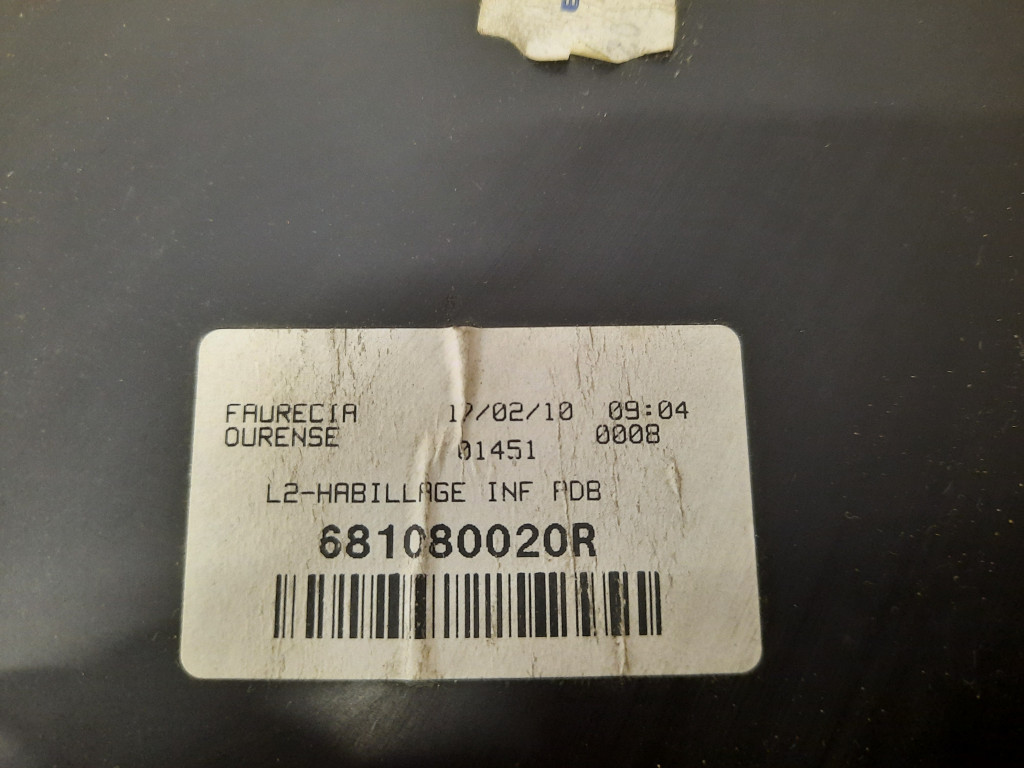 FAURECIA 17/02/10 09:04
OURENSE 01451 0008
L2-HABILLAGE INF PDB
681080020R